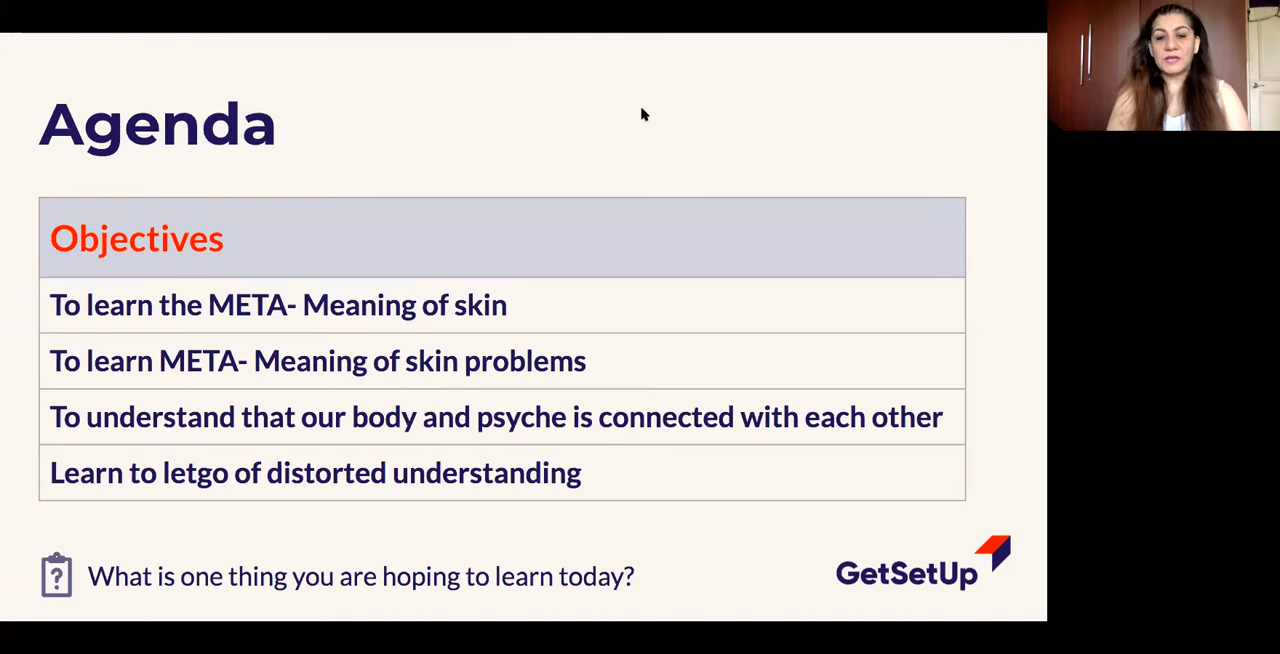 Agenda
Objectives
To learn the META- Meaning of skin
To learn META- Meaning of skin problems
To understand that our body and psyche is connected with each other
Learn to letgo of distorted understanding
What is one thing you are hoping to learn today?
GetSetUp